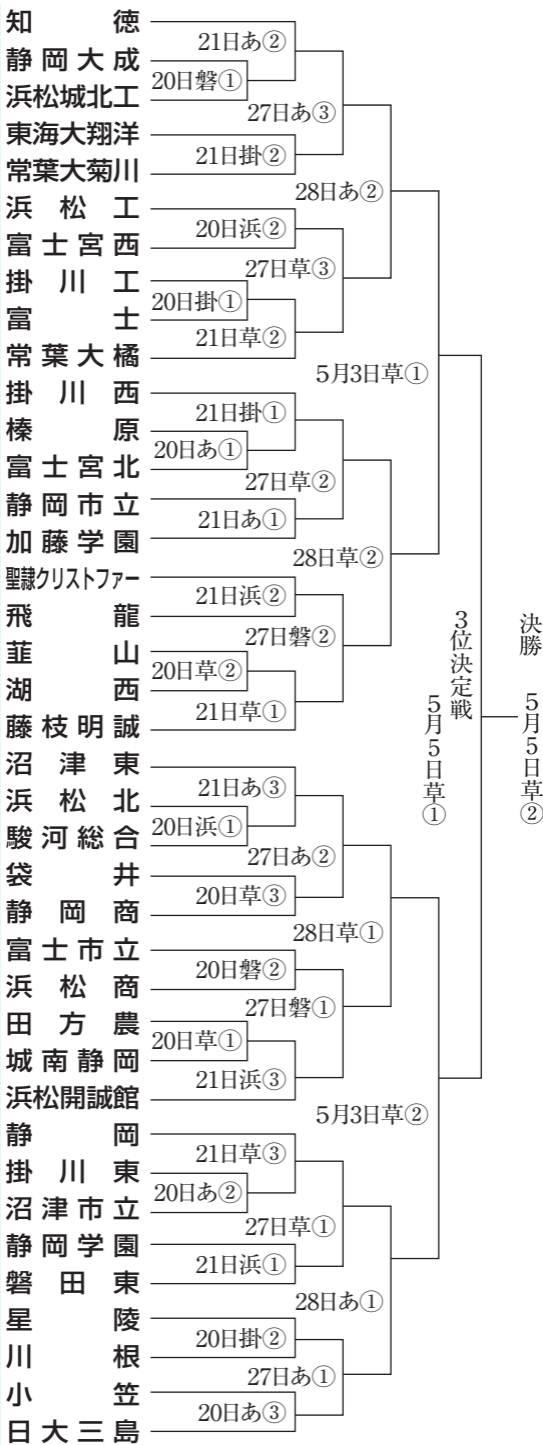 知徳
21日あ②
静岡大成
20日磐①
浜松城北工
27日あ③
東海大翔洋
21日掛②
常葉大菊川
28日あ②
浜松工
20日浜②
富士宮西
27日草③
掛川工
20日掛①
富士
21日草②
常葉大橘
5月3日草①
掛川西
21日掛①
榛原
20日あ①
富士宮北
27日草②
静岡市立
21日あ①
加藤学園
28日草②
聖隷クリストファー
21日浜②
飛龍
27日磐②
韮山
20日草②
湖西
21日草①
藤枝明誠
決勝 5月5日草②
3位決定戦
5月5日草①
沼津東
21日あ③
浜松北
20日浜①
駿河総合
27日あ②
袋井
20日草③
静岡商
28日草①
富士市立
20日磐②
浜松商
27日磐①
田方農
20日草①
城南静岡
21日浜③
浜松開誠館
5月3日草②
静岡
21日草③
掛川東
20日あ②
沼津市立
27日草①
静岡学園
21日浜①
磐田東
28日あ①
星陵
20日掛②
川根
27日あ①
小笠
20日あ③
日大三島